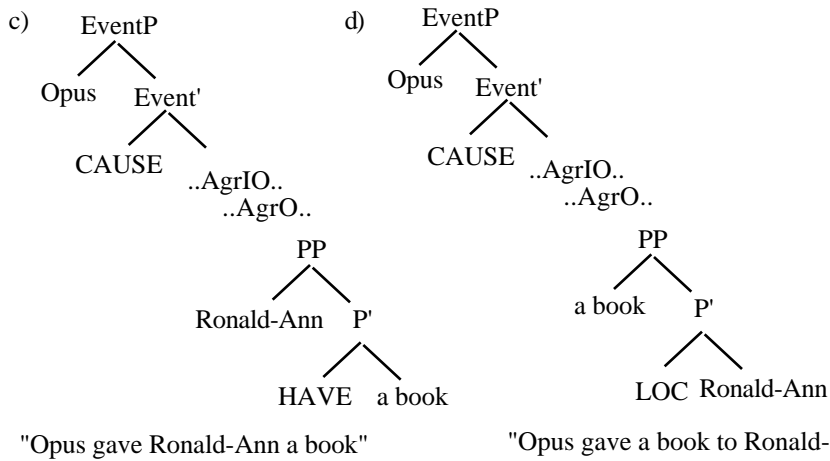 c) EventP
Opus Event'
CAUSE
..AgrIO..
..AgrO..
PP
Ronald-Ann P'
HAVE a book
"Opus gave Ronald-Ann a book"
d) EventP
Opus Event'
CAUSE
..AgrIO..
..AgrO..
PP
a book P'
LOC Ronald-Ann
"Opus gave a book to Ronald-